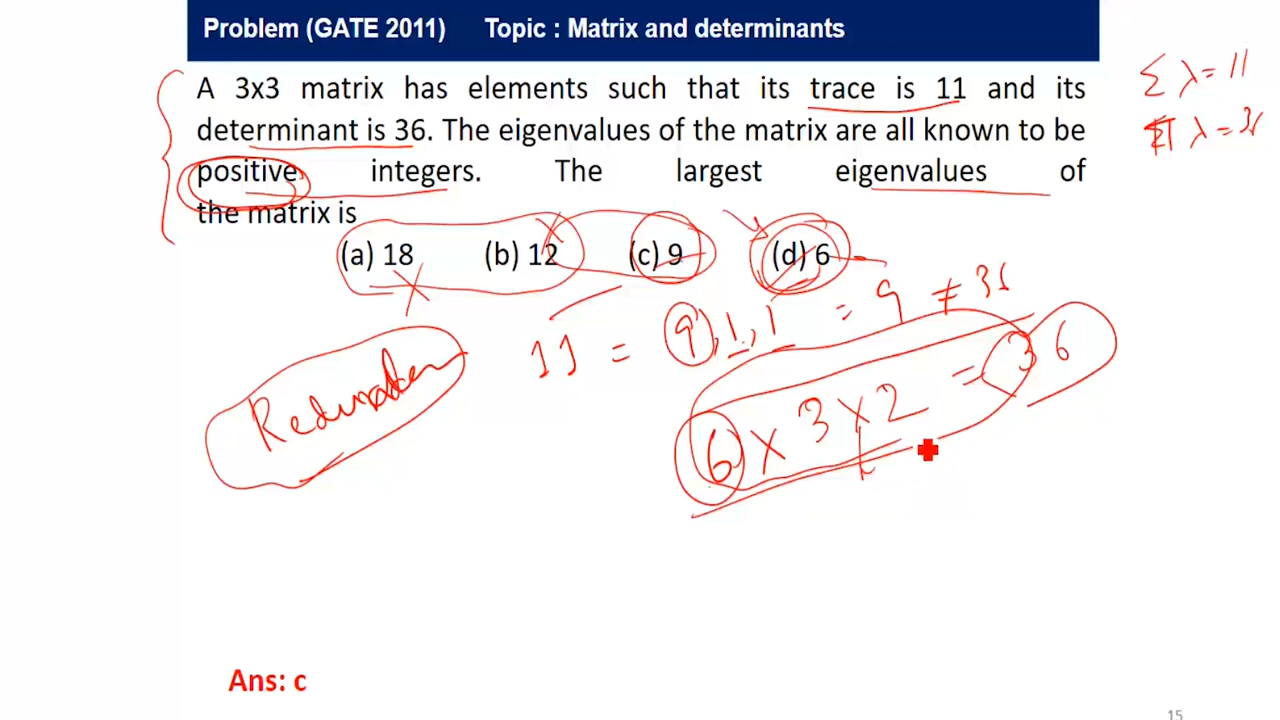 Problem (GATE 2011) Topic : Matrix and determinants
A 3x3 matrix has elements such that its trace is 11 and its
determinant is 36. The eigenvalues of the matrix are all known to be
positive integers. The largest eigenvalues of
the matrix is
(a) 18 (b) 12 (c) 9 (d) 6
Σ λ = 11
λ = 36
11 = 9, 1, 1 = 9 ≠ 36
6 x 3 x 2 = 36
Ans: c
15